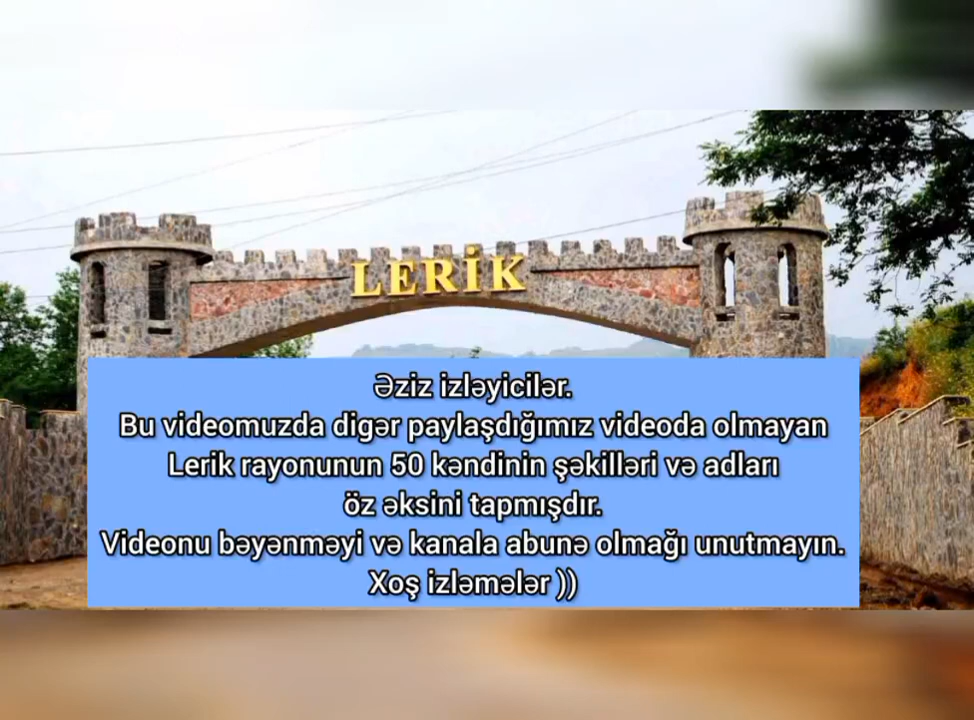 LERİK
Əziz izləyicilər.
Bu videomuzda digər paylaşdığımız videoda olmayan
Lerik rayonunun 50 kəndinin şəkilləri və adları
öz əksini tapmışdır.
Videonu bəyənməyi və kanala abunə olmağı unutmayın.
Xoş izləmələr ))